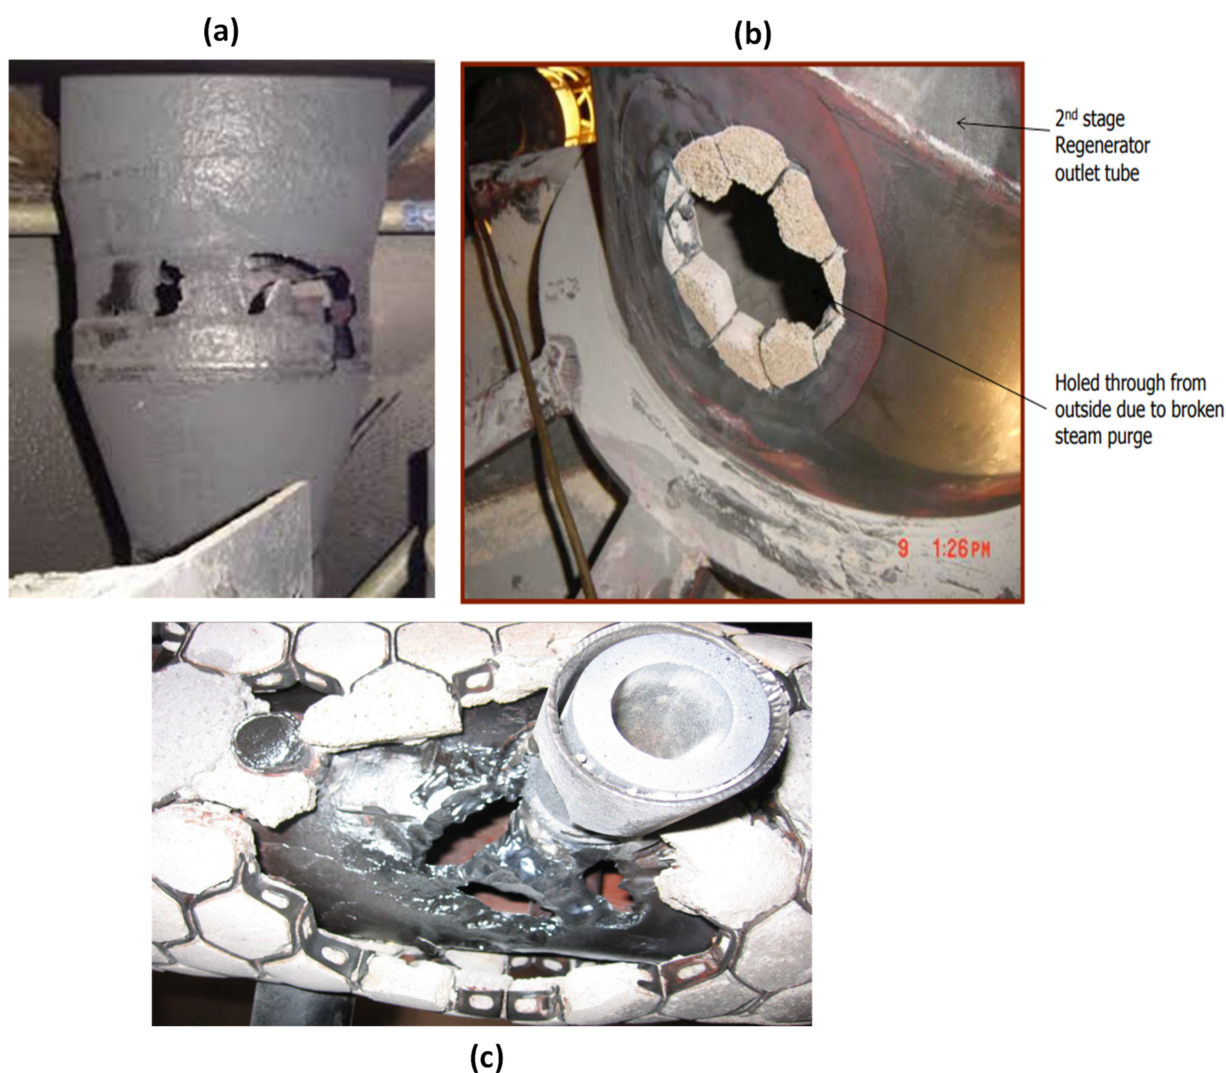 (a)
(b)
2nd stage
Regenerator
outlet tube
Holed through from
outside due to broken
steam purge
9 1:26PM
(c)